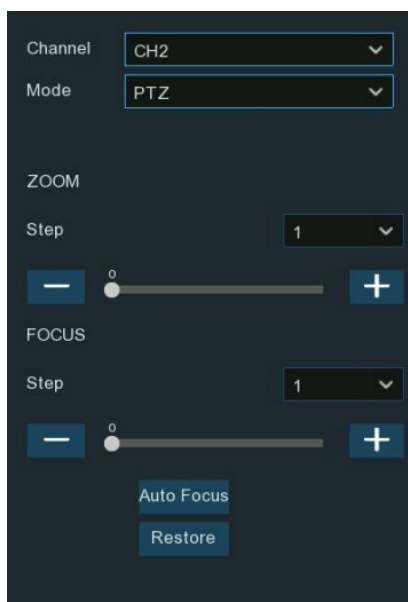 Channel CH2
Mode PTZ
ZOOM
Step 1
0
FOCUS
Step 1
0
Auto Focus
Restore